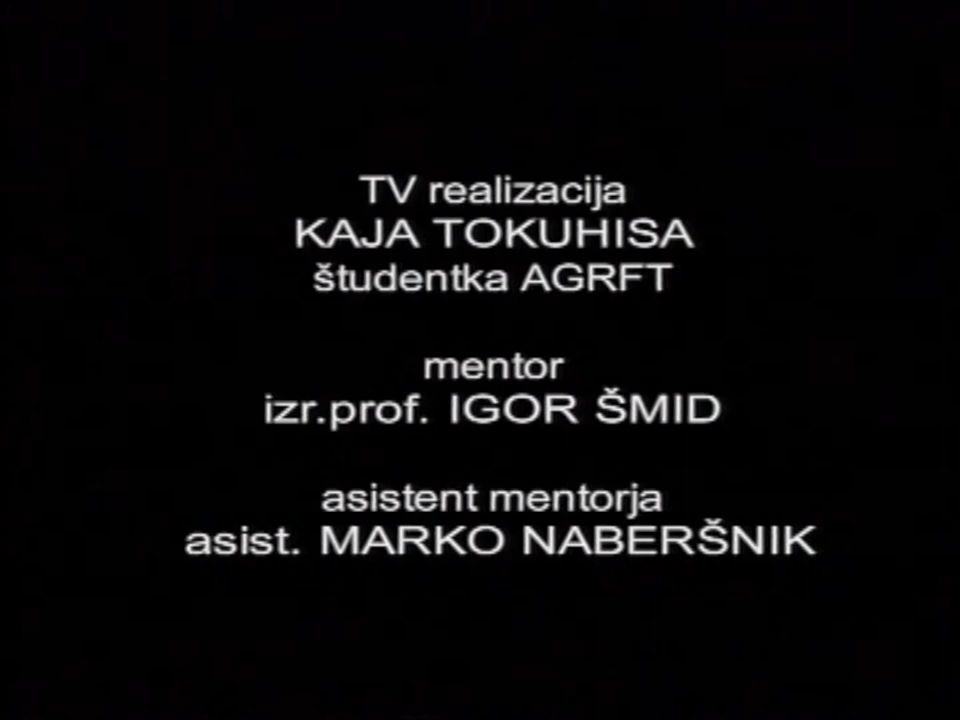 TV realizacija
KAJA TOKUHISA
študentka AGRFT
mentor
izr.prof. IGOR ŠMID
asistent mentorja
asist. MARKO NABERŠNIK